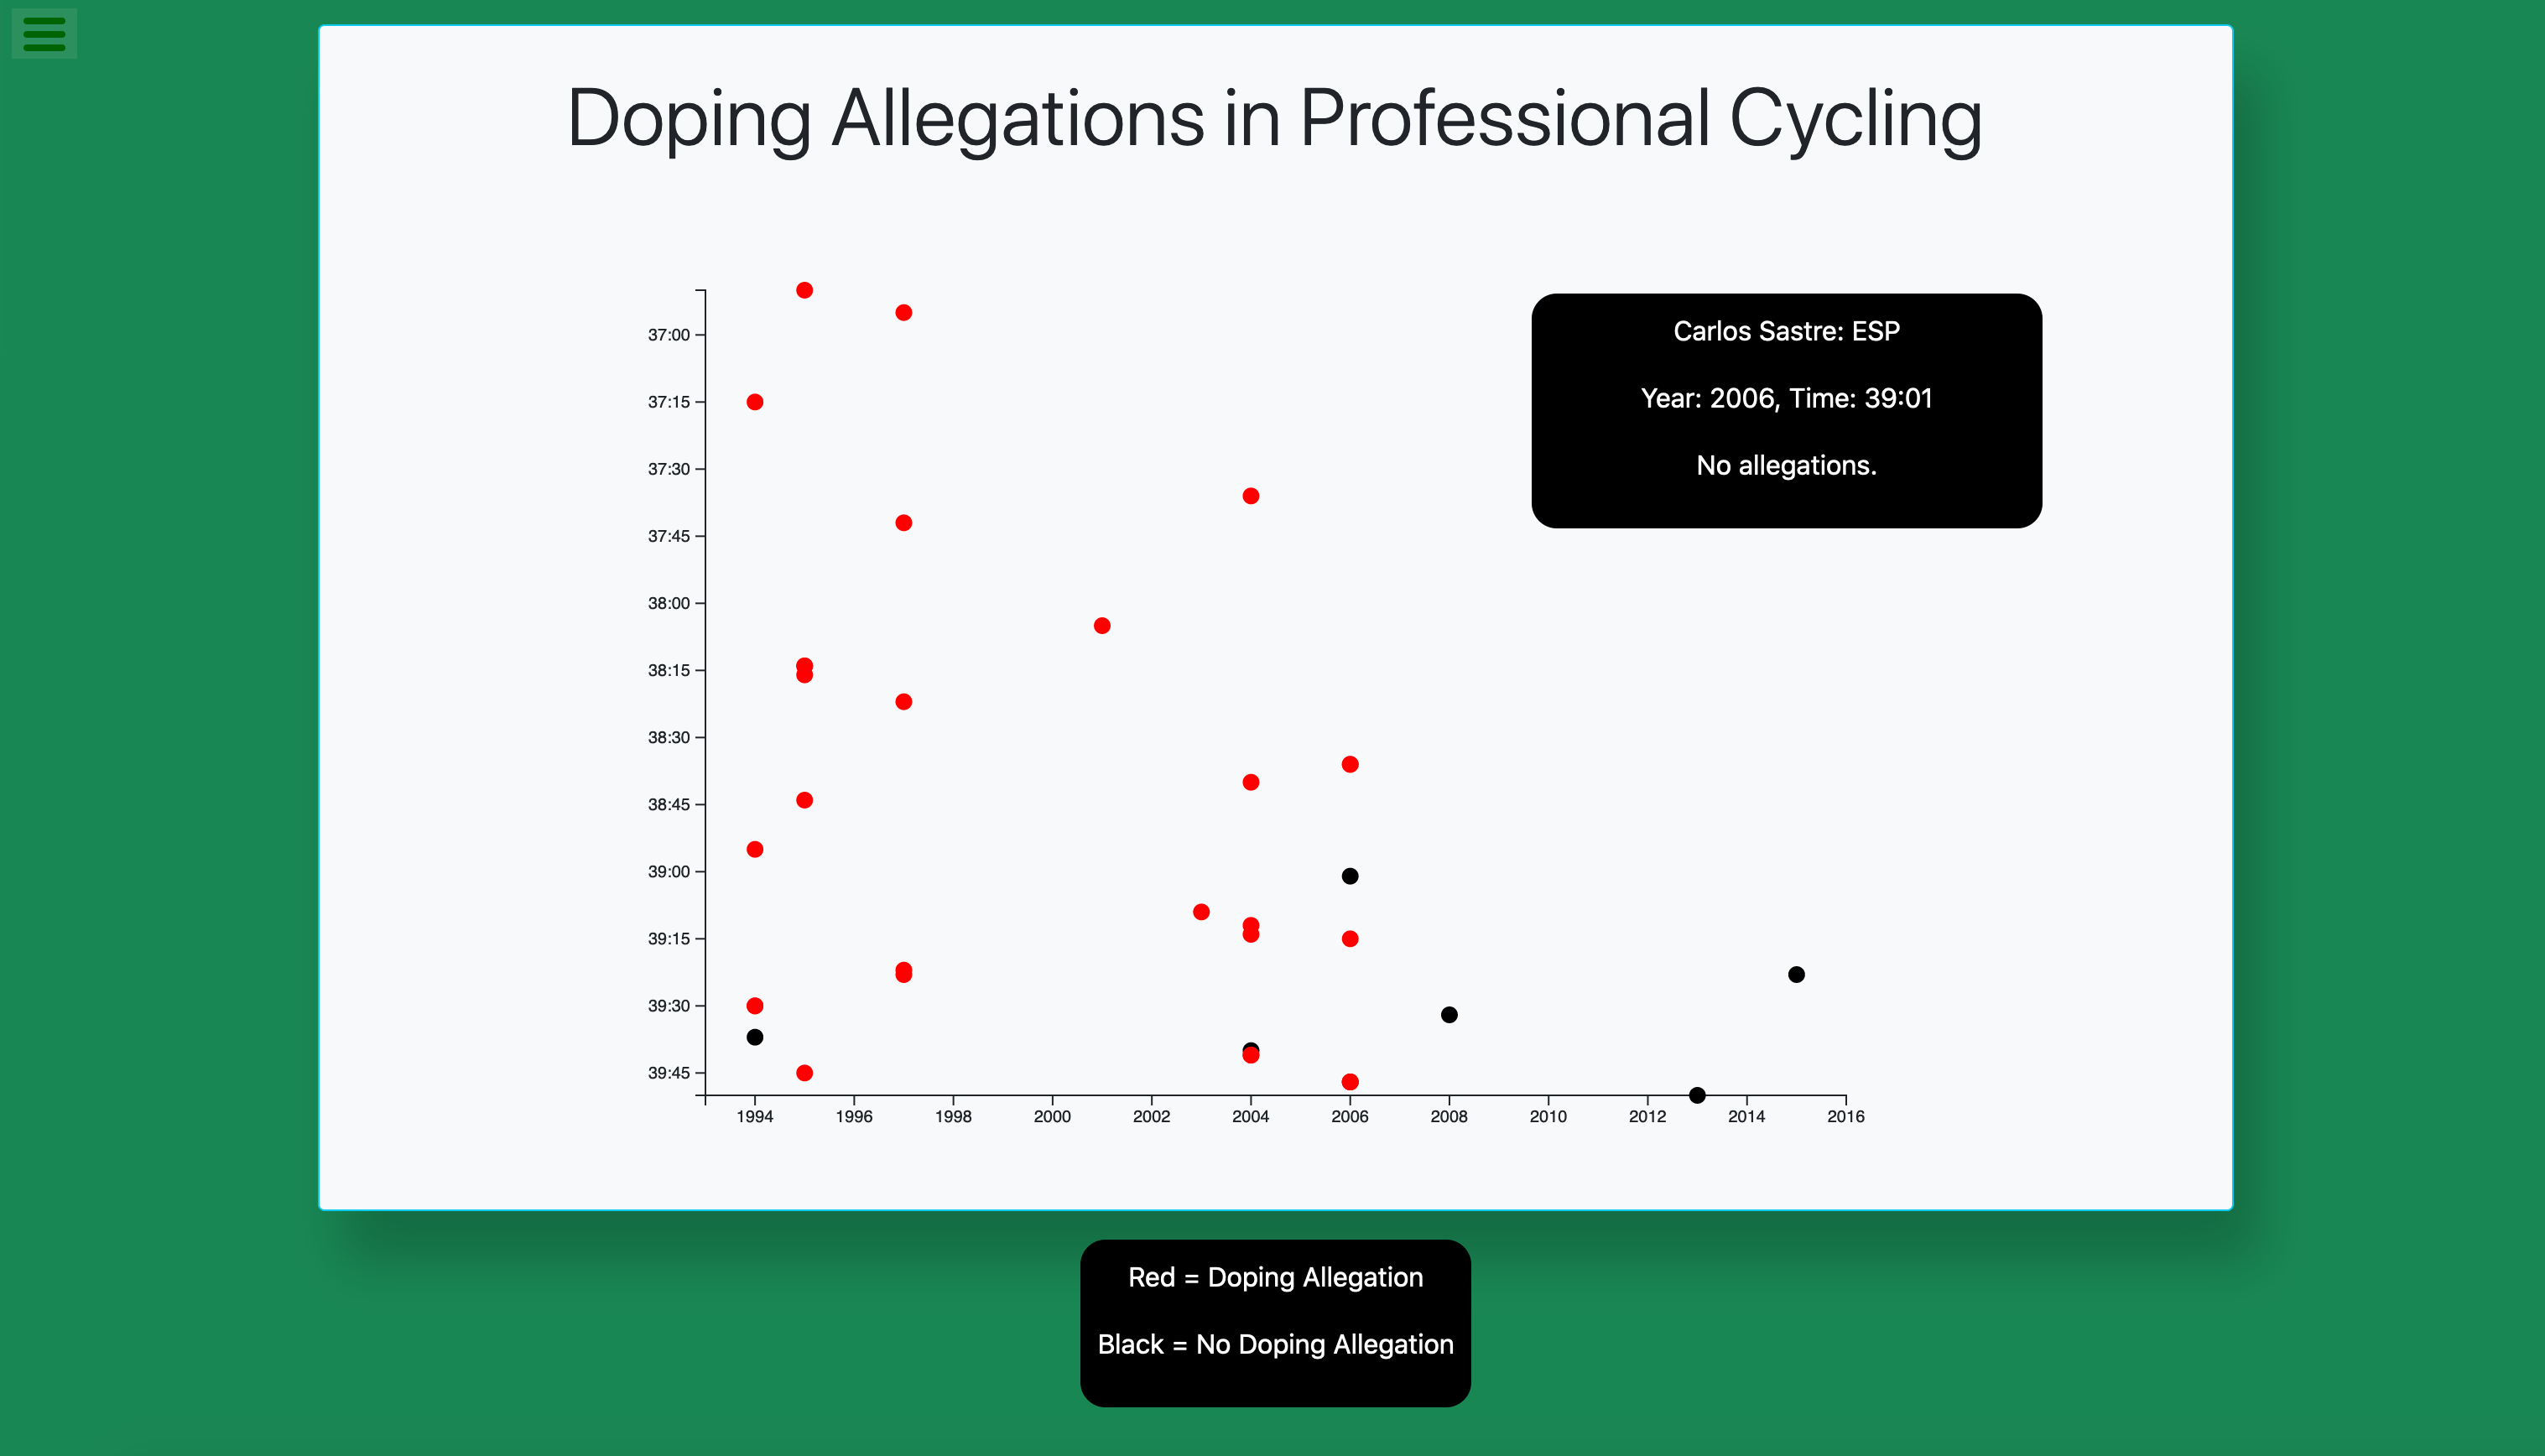 Doping Allegations in Professional Cycling
Carlos Sastre: ESP
Year: 2006, Time: 39:01
No allegations.
37:00
37:15
37:30
37:45
38:00
38:15
38:30
38:45
39:00
39:15
39:30
39:45
1994 1996 1998 2000 2002 2004 2006 2008 2010 2012 2014 2016
Red = Doping Allegation
Black = No Doping Allegation